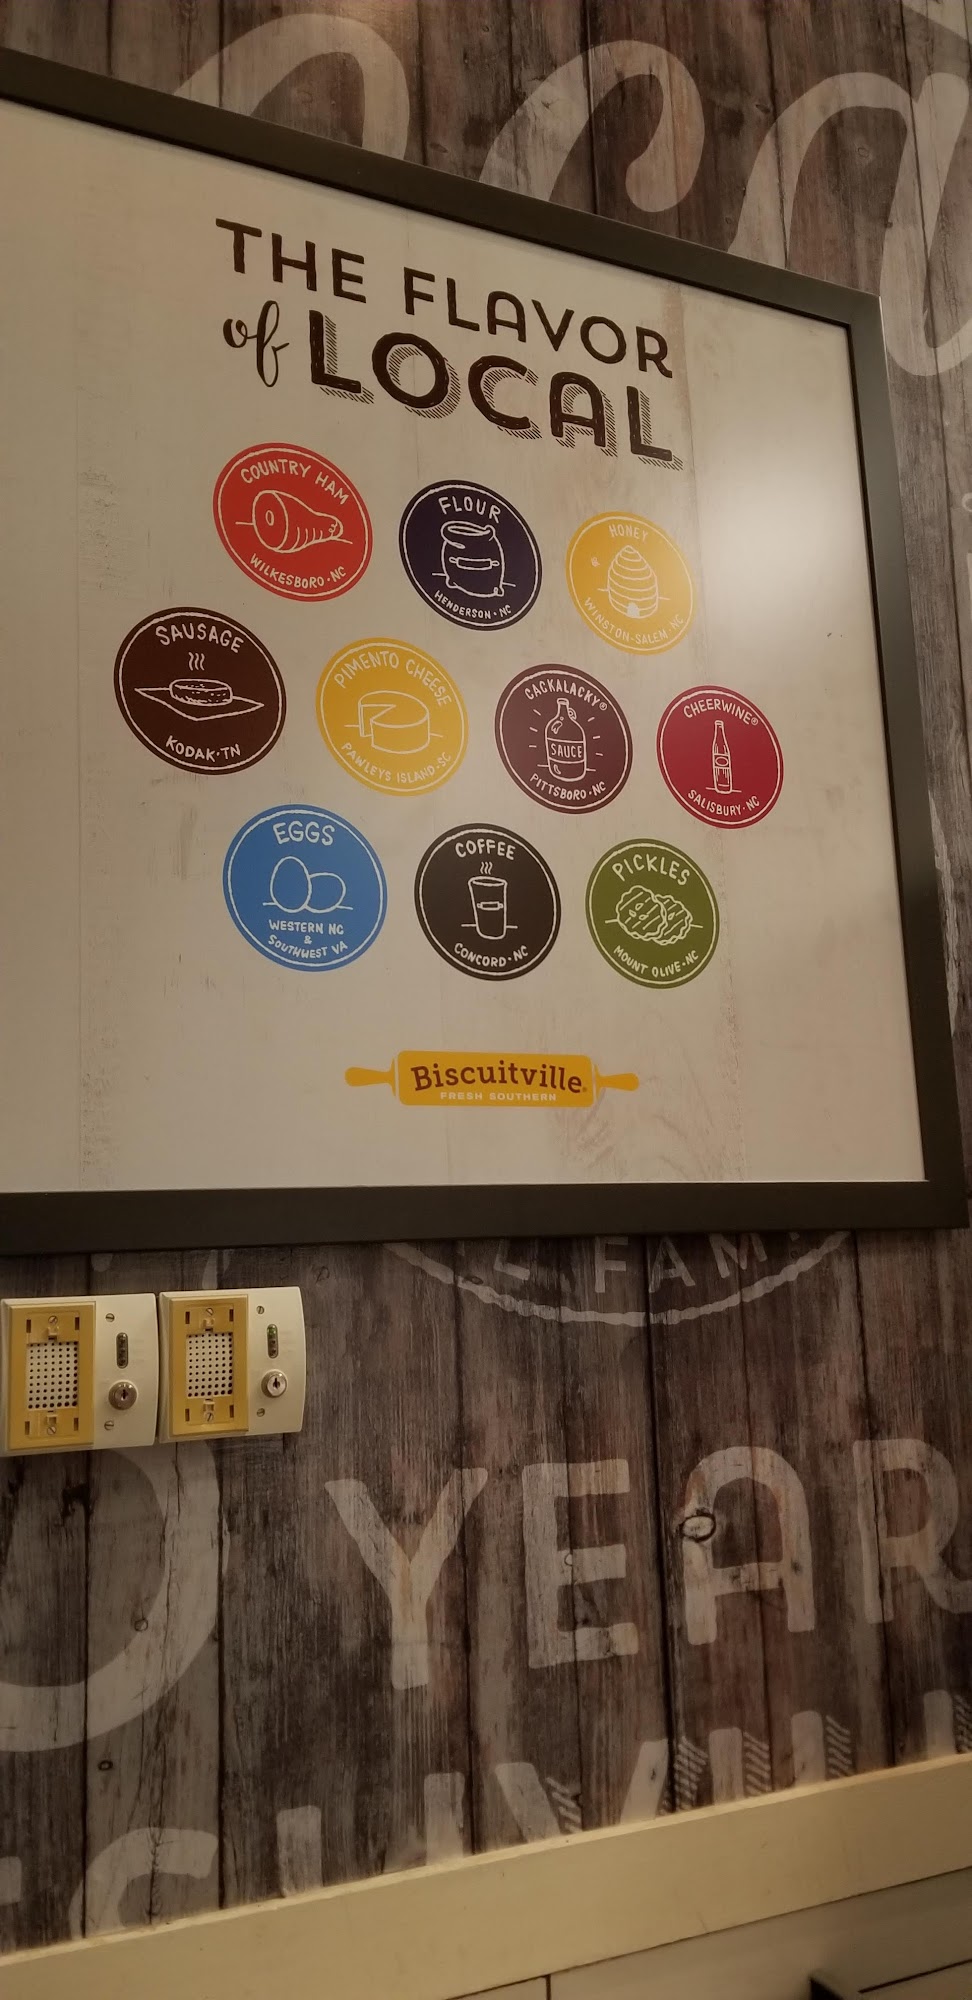 THE FLAVOR
of LOCAL
COUNTRY HAM
WILKESBORO • NC
FLOUR
HENDERSON • NC
HONEY
WINSTON-SALEM • NC
SAUSAGE
KODAK • TN
PIMENTO CHEESE
PAWLEYS ISLAND • SC
CACKALACKY®
SAUCE
PITTSBORO • NC
CHEERWINE®
SALISBURY • NC
EGGS
WESTERN NC
&
SOUTHWEST VA
COFFEE
CONCORD • NC
PICKLES
MOUNT OLIVE • NC
Biscuitville®
FRESH SOUTHERN
FAM
YEAR